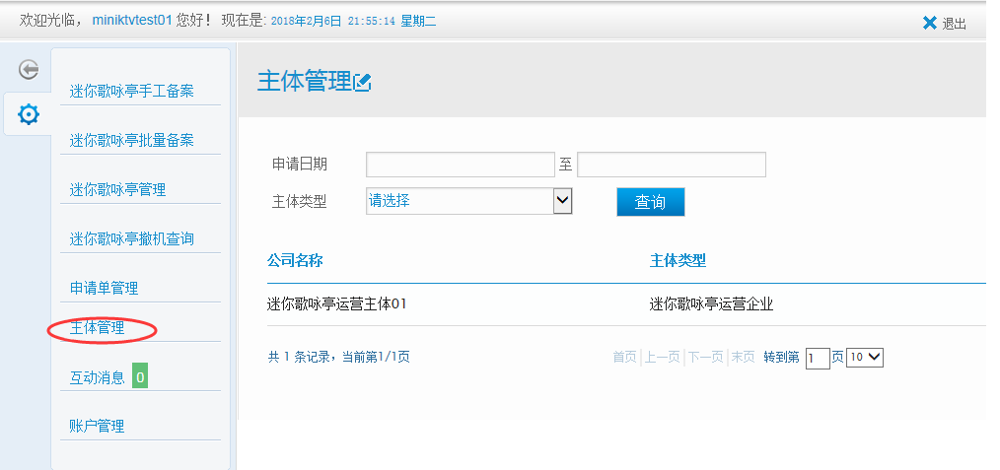 欢迎光临， miniktvtest01 您好！ 现在是: 2018年2月6日 21:55:14 星期二
退出
迷你歌咏亭手工备案
迷你歌咏亭批量备案
迷你歌咏亭管理
迷你歌咏亭撤机查询
申请单管理
主体管理
互动消息 0
账户管理
主体管理
申请日期 至
主体类型 请选择 查询
公司名称 主体类型
迷你歌咏亭运营主体01 迷你歌咏亭运营企业
共 1 条记录，当前第1/1页 首页 上一页 下一页 末页 转到第 1 页 10